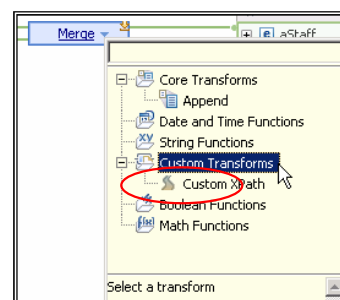 Merge
e aStaff
Core Transforms
Append
Date and Time Functions
XY String Functions
Custom Transforms
Custom XPath
Boolean Functions
Math Functions
Select a transform